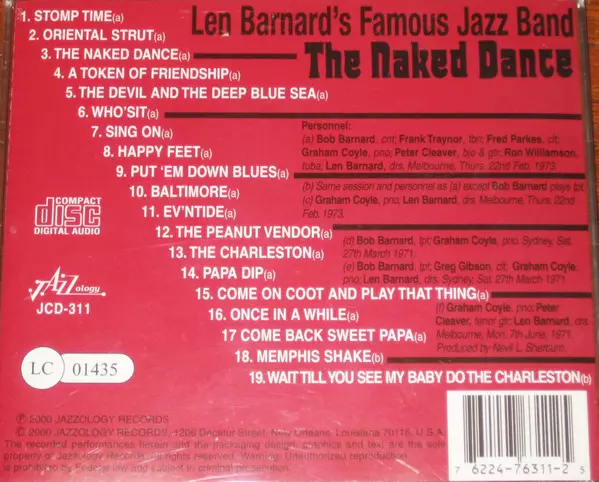 Len Barnard's Famous Jazz Band
The Naked Dance
1. STOMP TIME(a)
2. ORIENTAL STRUT(a)
3. THE NAKED DANCE(a)
4. A TOKEN OF FRIENDSHIP(a)
5. THE DEVIL AND THE DEEP BLUE SEA(a)
6. WHO'SIT(a)
7. SING ON(a)
8. HAPPY FEET(a)
9. PUT 'EM DOWN BLUES(a)
10. BALTIMORE(a)
11. EV'NTIDE(a)
12. THE PEANUT VENDOR(a)
13. THE CHARLESTON(a)
14. PAPA DIP(a)
15. COME ON COOT AND PLAY THAT THING(a)
16. ONCE IN A WHILE(a)
17 COME BACK SWEET PAPA(a)
18. MEMPHIS SHAKE(b)
19. WAIT TILL YOU SEE MY BABY DO THE CHARLESTON(b)
Personnel:
(a) Bob Barnard, cnt; Frank Traynor, tbn; Fred Parkes, clt;
Graham Coyle, pno; Peter Cleaver, bjo & gtr; Ron Williamson,
tuba; Len Barnard, drs. Melbourne, Thurs. 22nd Feb. 1973.
(b) Same session and personnel as (a) except Bob Barnard plays tpt.
(c) Graham Coyle, pno; Len Barnard, drs. Melbourne, Thurs. 22nd
Feb. 1973.
(d) Bob Barnard, tpt; Graham Coyle, pno. Sydney, Sat.
27th March 1971.
(e) Bob Barnard, tpt; Greg Gibson, clt; Graham Coyle,
pno; Len Barnard, drs. Sydney, Sat. 27th March 1971
(f) Graham Coyle, pno; Peter
Cleaver, tenor gtr; Len Barnard, drs.
Melbourne, Mon. 7th June, 1971.
Produced by Nevil L. Sherburn.
COMPACT
disc
DIGITAL AUDIO
JAZZology
JCD-311
LC 01435
℗ 2000 JAZZOLOGY RECORDS
© 2000 JAZZOLOGY RECORDS, 1206 Decatur Street, New Orleans, Louisiana 70116, U.S.A.
The recorded performances herein and the packaging design, graphics and text are the sole
property of Jazzology Records. All rights reserved. Warning: Unauthorized reproduction
is prohibited by Federal law and subject to criminal prosecution.
7 62247-76311-2 5